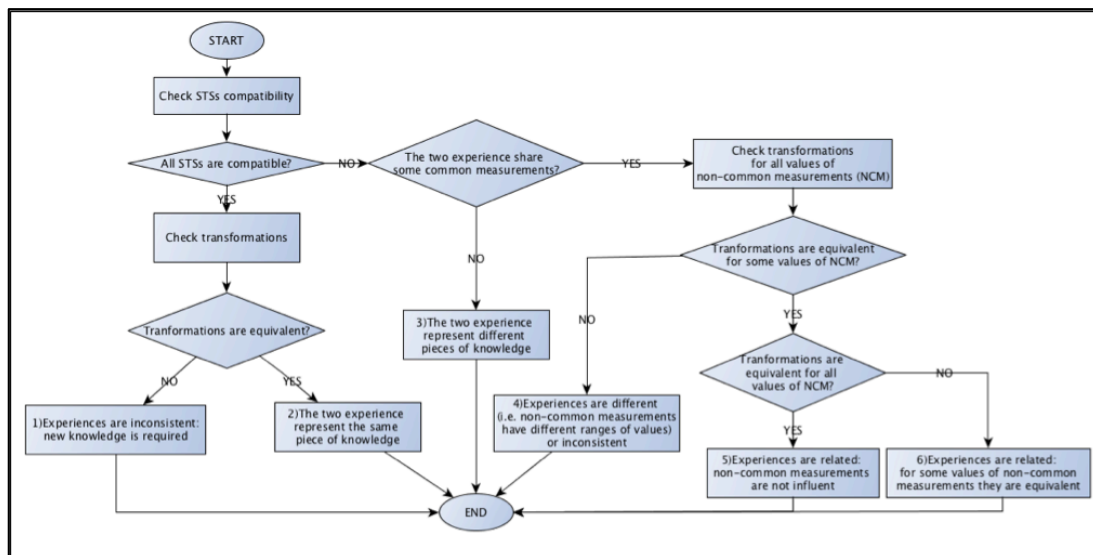 START
Check STSs compatibility
All STSs are compatible?
NO
The two experience share
some common measurements?
YES
Check transformations
for all values of
non-common measurements (NCM)
YES
Check transformations
Tranformations are equivalent
for some values of NCM?
NO
YES
NO
Tranformations are equivalent?
3)The two experience
represent different
pieces of knowledge
Tranformations are
equivalent for all
values of NCM?
NO
NO
YES
1)Experiences are inconsistent:
new knowledge is required
2)The two experience
represent the same
piece of knowledge
4)Experiences are different
(i.e. non-common measurements
have different ranges of values)
or inconsistent
YES
5)Experiences are related:
non-common measurements
are not influent
6)Experiences are related:
for some values of non-common
measurements they are equivalent
END